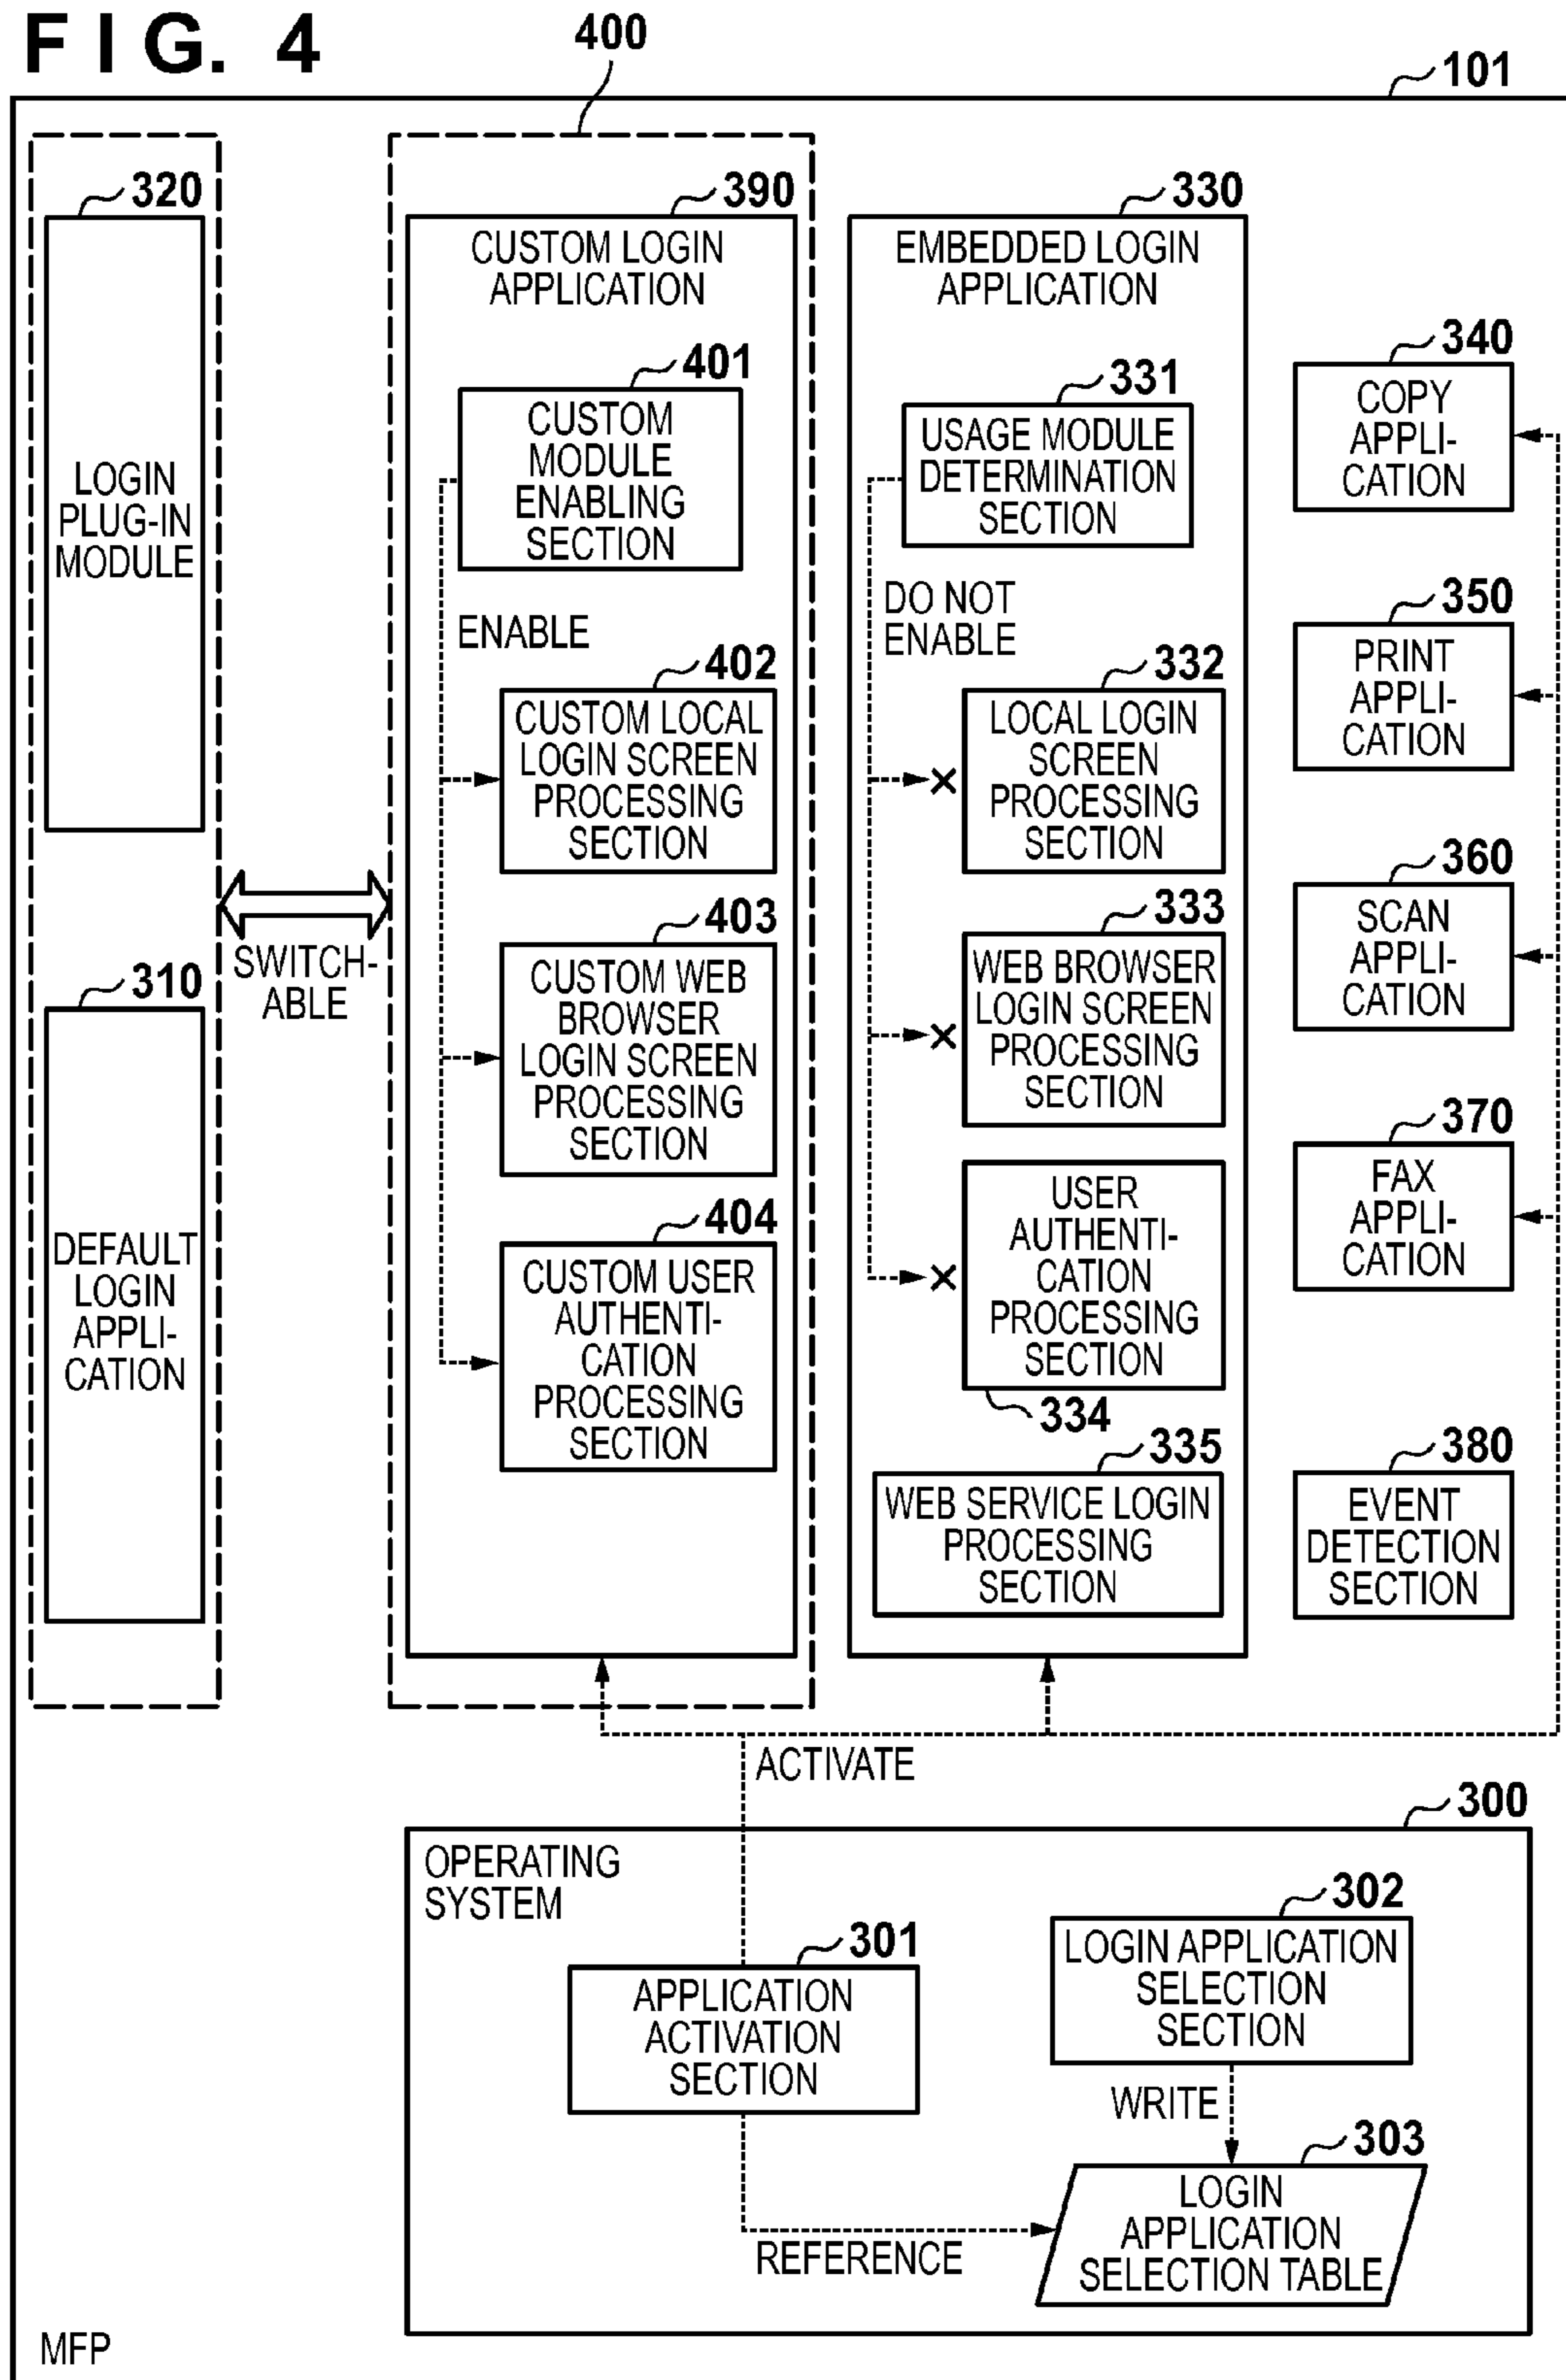 FIG. 4
400
101
320
LOGIN
PLUG-IN
MODULE
310
DEFAULT
LOGIN
APPLI-
CATION
SWITCH-
ABLE
390
CUSTOM LOGIN
APPLICATION
401
CUSTOM
MODULE
ENABLING
SECTION
ENABLE
402
CUSTOM LOCAL
LOGIN SCREEN
PROCESSING
SECTION
403
CUSTOM WEB
BROWSER
LOGIN SCREEN
PROCESSING
SECTION
404
CUSTOM USER
AUTHENTI-
CATION
PROCESSING
SECTION
330
EMBEDDED LOGIN
APPLICATION
331
USAGE MODULE
DETERMINATION
SECTION
DO NOT
ENABLE
332
LOCAL LOGIN
SCREEN
PROCESSING
SECTION
333
WEB BROWSER
LOGIN SCREEN
PROCESSING
SECTION
USER
AUTHENTI-
CATION
PROCESSING
SECTION
334
335
WEB SERVICE LOGIN
PROCESSING
SECTION
340
COPY
APPLI-
CATION
350
PRINT
APPLI-
CATION
360
SCAN
APPLI-
CATION
370
FAX
APPLI-
CATION
380
EVENT
DETECTION
SECTION
ACTIVATE
300
OPERATING
SYSTEM
301
APPLICATION
ACTIVATION
SECTION
302
LOGIN APPLICATION
SELECTION
SECTION
WRITE
303
LOGIN
APPLICATION
SELECTION TABLE
REFERENCE
MFP